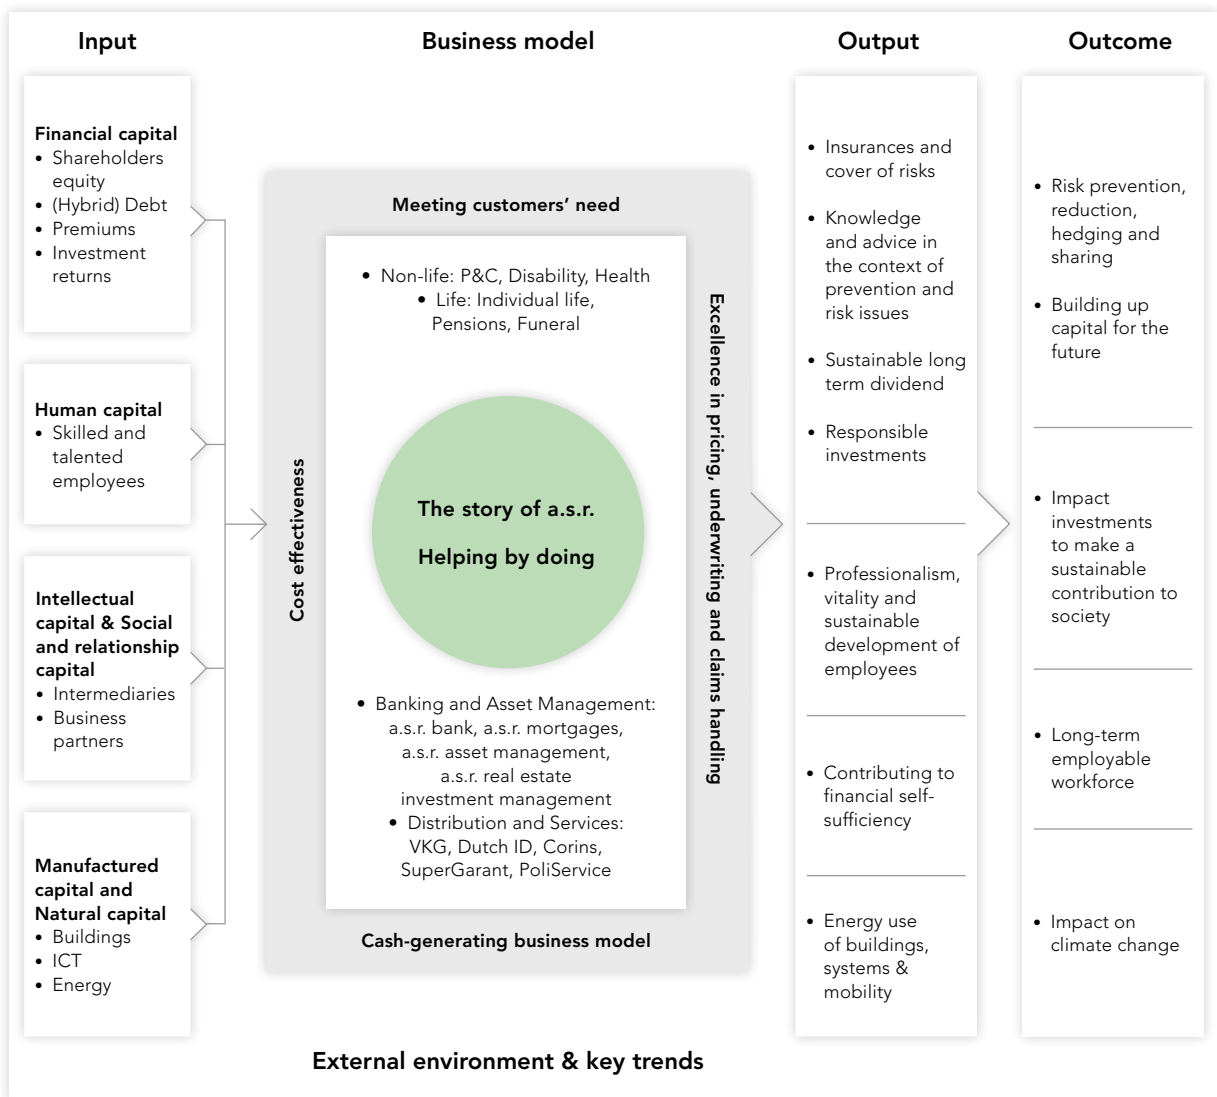 Input
Business model
Output
Outcome
Financial capital
• Shareholders
equity
• (Hybrid) Debt
• Premiums
• Investment
returns
Human capital
• Skilled and
talented
employees
Intellectual
capital & Social
and relationship
capital
• Intermediaries
• Business
partners
Manufactured
capital and
Natural capital
• Buildings
• ICT
• Energy
Meeting customers’ need
Cost effectiveness
• Non-life: P&C, Disability, Health
• Life: Individual life,
Pensions, Funeral
The story of a.s.r.
Helping by doing
• Banking and Asset Management:
a.s.r. bank, a.s.r. mortgages,
a.s.r. asset management,
a.s.r. real estate
investment management
• Distribution and Services:
VKG, Dutch ID, Corins,
SuperGarant, PoliService
Excellence in pricing, underwriting and claims handling
Cash-generating business model
• Insurances and
cover of risks
• Knowledge
and advice in
the context of
prevention and
risk issues
• Sustainable long
term dividend
• Responsible
investments
• Professionalism,
vitality and
sustainable
development of
employees
• Contributing to
financial self-
sufficiency
• Energy use
of buildings,
systems &
mobility
• Risk prevention,
reduction,
hedging and
sharing
• Building up
capital for the
future
• Impact
investments
to make a
sustainable
contribution to
society
• Long-term
employable
workforce
• Impact on
climate change
External environment & key trends